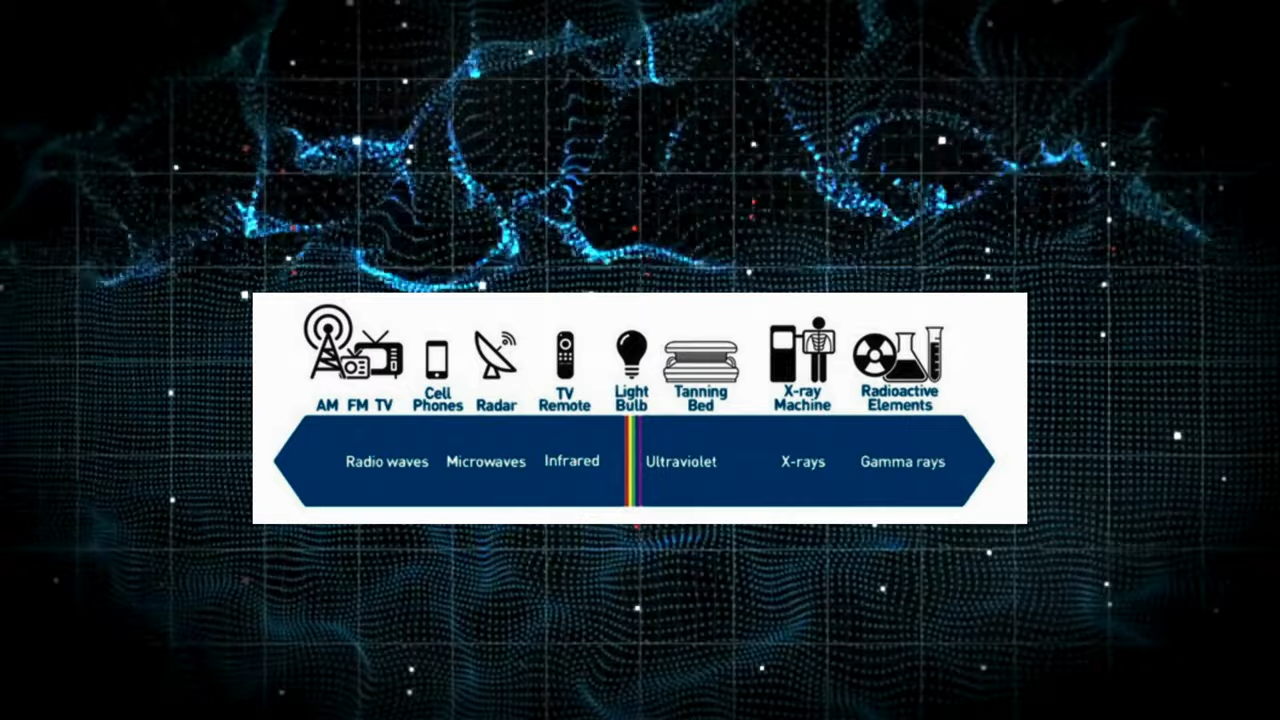 AM FM TV
Cell
Phones
Radar
TV
Remote
Light
Bulb
Tanning
Bed
X-ray
Machine
Radioactive
Elements
Radio waves
Microwaves
Infrared
Ultraviolet
X-rays
Gamma rays